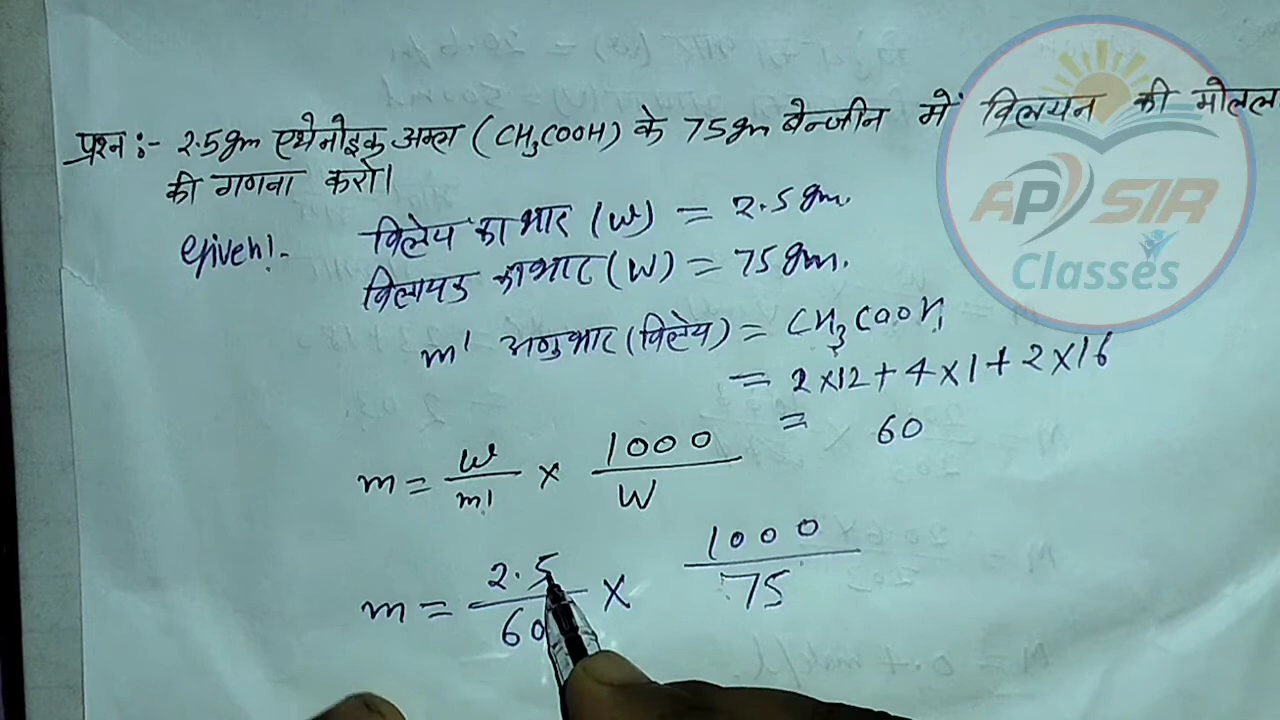 प्रश्न :- 2.5gm एथेनोइक अम्ल (CH3COOH) के 75gm बेन्जीन में विलयन की मोलल
की गणना करो।
Given:- विलेय का भार (w) = 2.5 gm.
विलायक का भार (W) = 75 gm.
m' अणुभार (विलेय) = CH3COOH
= 2×12 + 4×1 + 2×16
= 60
m = w/m' × 1000/W
m = 2.5/60 × 1000/75
AP SIR
Classes